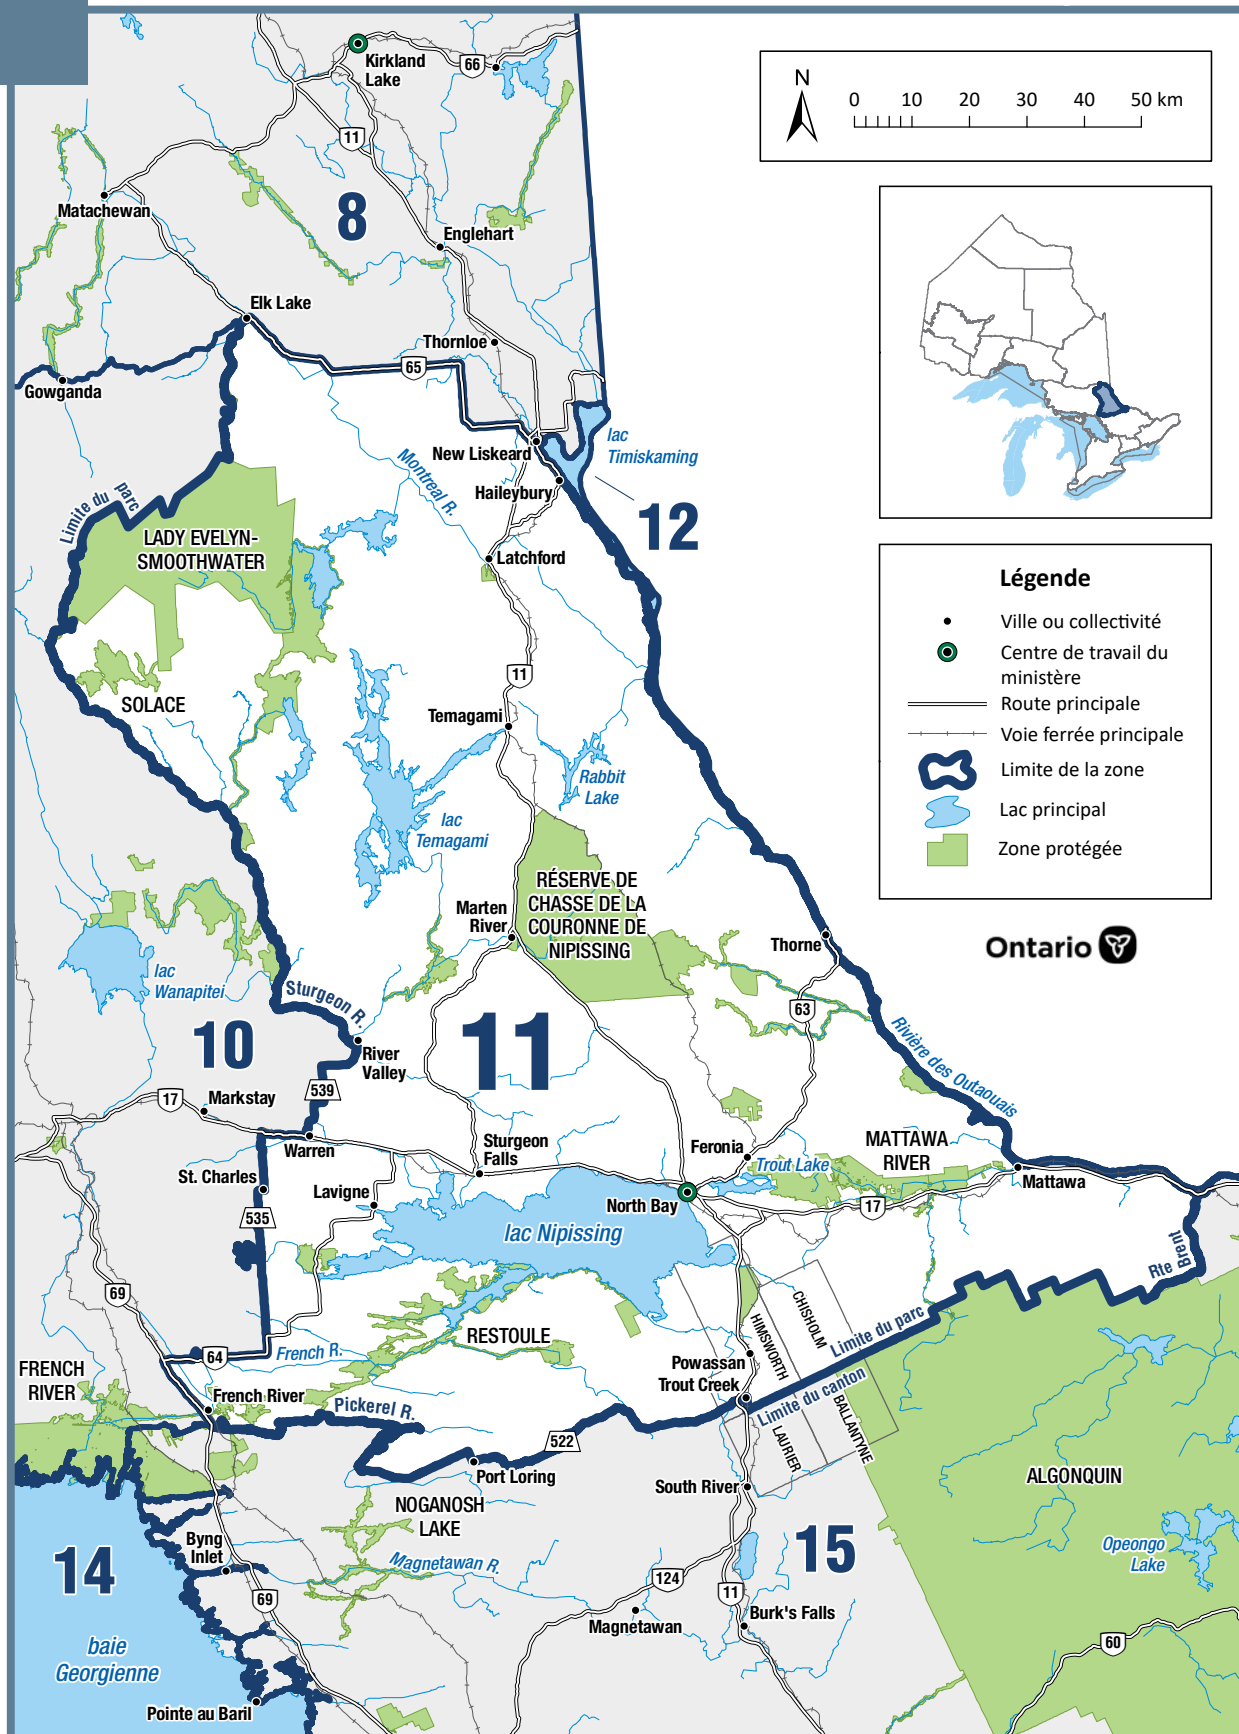 Kirkland
Lake
66
11
N
0 10 20 30 40 50 km
Matachewan
8
Englehart
Elk Lake
Thornloe
65
Gowganda
lac
Timiskaming
New Liskeard
Haileybury
Montreal R.
12
Limite du parc
LADY EVELYN-
SMOOTHWATER
Latchford
Légende
Ville ou collectivité
Centre de travail du
ministère
Route principale
Voie ferrée principale
Limite de la zone
Lac principal
Zone protégée
Ontario
11
SOLACE
Temagami
Rabbit
Lake
lac
Temagami
RÉSERVE DE
CHASSE DE LA
COURONNE DE
NIPISSING
Marten
River
Thorne
lac
Wanapitei
Sturgeon R.
63
10
11
River
Valley
Rivière des Outaouais
539
17
Markstay
Warren
Sturgeon
Falls
Feronia
Trout Lake
MATTAWA
RIVER
Mattawa
St. Charles
Lavigne
North Bay
17
535
lac Nipissing
Rte Brent
69
CHISHOLM
HIMSWORTH
Limite du parc
64
French R.
RESTOULE
Powassan
Trout Creek
FRENCH
RIVER
French River
Pickerel R.
Limite du canton
BALLANTYNE
LAURIER
522
Port Loring
South River
ALGONQUIN
NOGANOSH
LAKE
14
Byng
Inlet
Magnetawan R.
15
Opeongo
Lake
124
69
11
Magnetawan
Burk's Falls
60
baie
Georgienne
Pointe au Baril